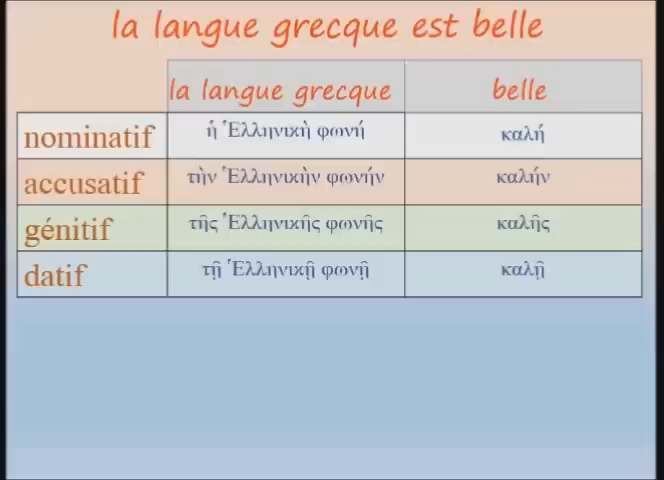 la langue grecque est belle
la langue grecque belle
nominatif ἡ Ἑλληνικὴ φωνή καλή
accusatif τὴν Ἑλληνικὴν φωνήν καλήν
génitif τῆς Ἑλληνικῆς φωνῆς καλῆς
datif τῇ Ἑλληνικῇ φωνῇ καλῇ